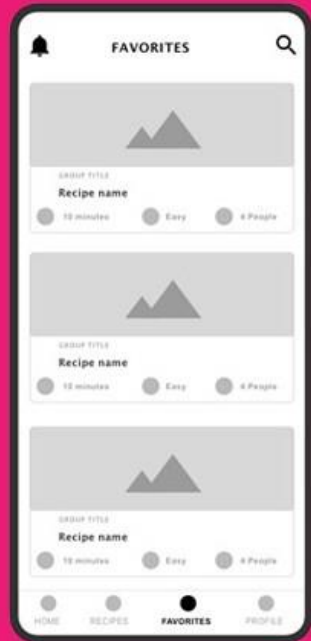 FAVORITES
GROUP TITLE
Recipe name
10 minutes Easy 4 People
GROUP TITLE
Recipe name
10 minutes Easy 4 People
GROUP TITLE
Recipe name
10 minutes Easy 4 People
HOME RECIPES FAVORITES PROFILE